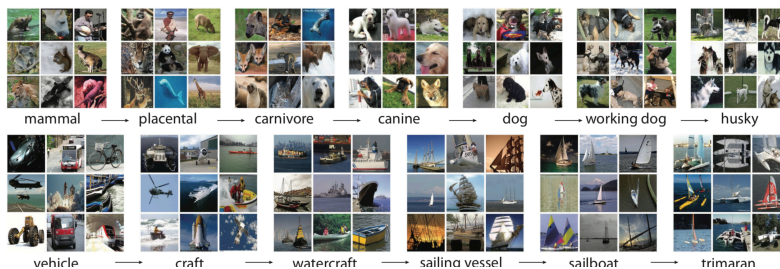 mammal placental carnivore canine dog working dog husky
vehicle craft watercraft sailing vessel sailboat trimaran